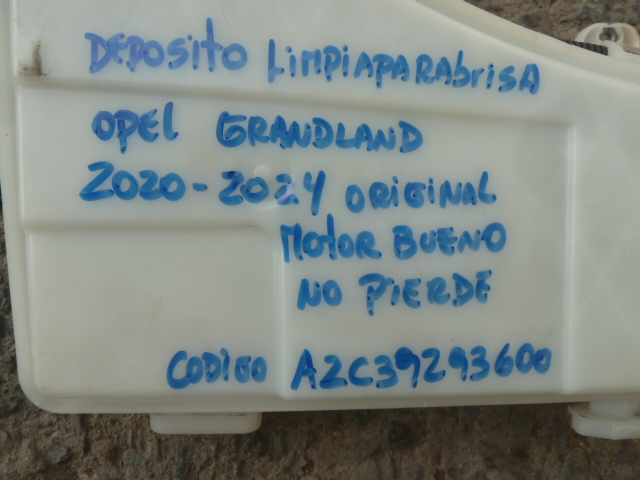 DEPOSITO LIMPIAPARABRISA
OPEL GRANDLAND
2020-2024 ORIGINAL
MOTOR BUENO
NO PIERDE
CODIGO A2C39293600